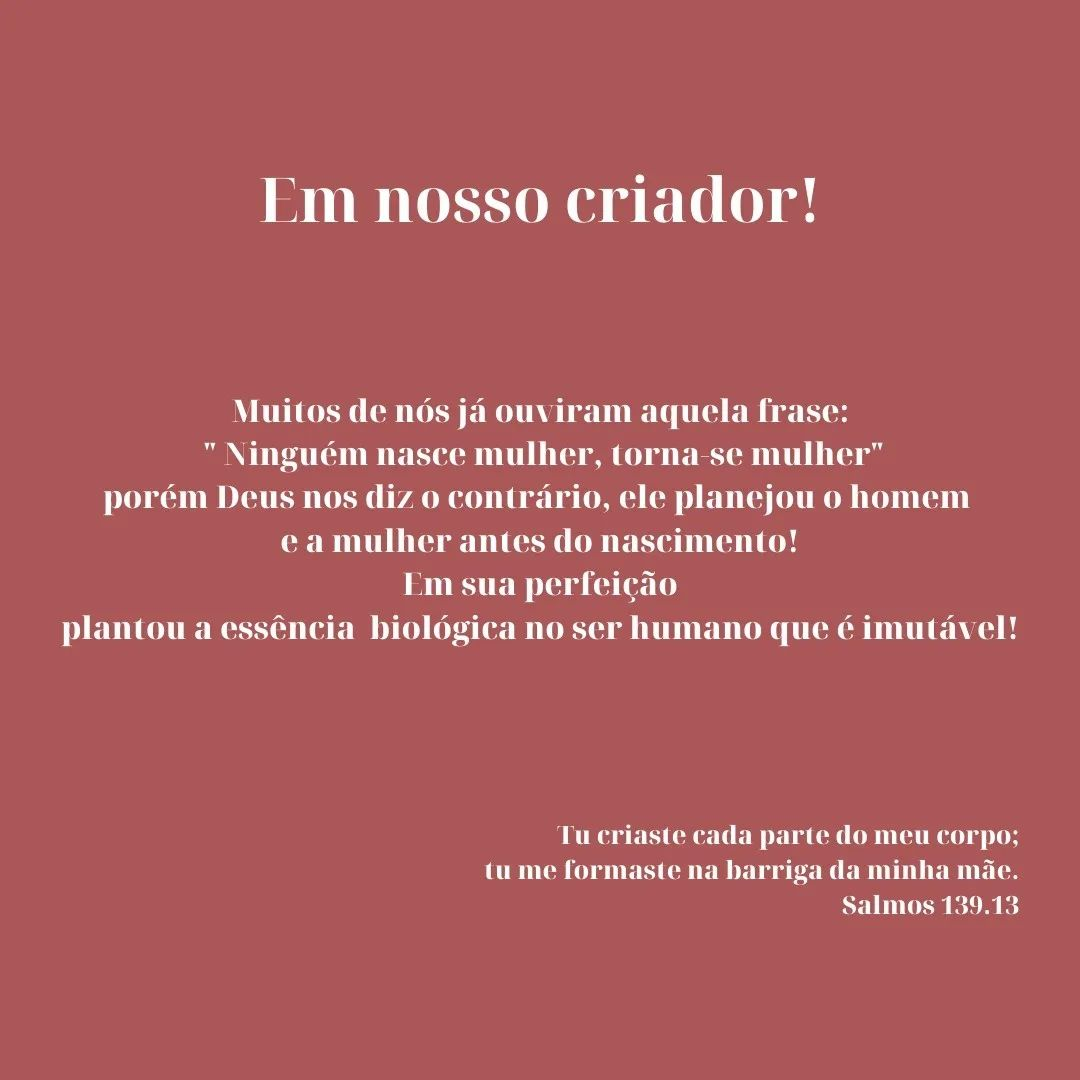 Em nosso criador!
Muitos de nós já ouviram aquela frase:
" Ninguém nasce mulher, torna-se mulher"
porém Deus nos diz o contrário, ele planejou o homem
e a mulher antes do nascimento!
Em sua perfeição
plantou a essência  biológica no ser humano que é imutável!
Tu criaste cada parte do meu corpo;
tu me formaste na barriga da minha mãe.
Salmos 139.13